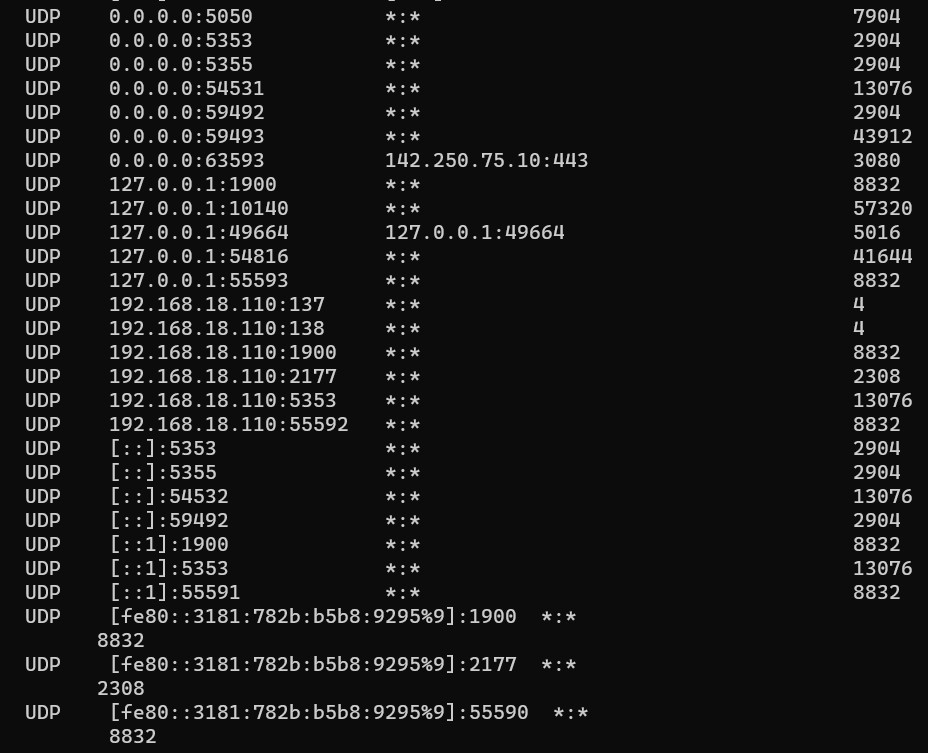 UDP 0.0.0.0:5050 *:* 7904
UDP 0.0.0.0:5353 *:* 2904
UDP 0.0.0.0:5355 *:* 2904
UDP 0.0.0.0:54531 *:* 13076
UDP 0.0.0.0:59492 *:* 2904
UDP 0.0.0.0:59493 *:* 43912
UDP 0.0.0.0:63593 142.250.75.10:443 3080
UDP 127.0.0.1:1900 *:* 8832
UDP 127.0.0.1:10140 *:* 57320
UDP 127.0.0.1:49664 127.0.0.1:49664 5016
UDP 127.0.0.1:54816 *:* 41644
UDP 127.0.0.1:55593 *:* 8832
UDP 192.168.18.110:137 *:* 4
UDP 192.168.18.110:138 *:* 4
UDP 192.168.18.110:1900 *:* 8832
UDP 192.168.18.110:2177 *:* 2308
UDP 192.168.18.110:5353 *:* 13076
UDP 192.168.18.110:55592 *:* 8832
UDP [::]:5353 *:* 2904
UDP [::]:5355 *:* 2904
UDP [::]:54532 *:* 13076
UDP [::]:59492 *:* 2904
UDP [::1]:1900 *:* 8832
UDP [::1]:5353 *:* 13076
UDP [::1]:55591 *:* 8832
UDP [fe80::3181:782b:b5b8:9295%9]:1900 *:*
8832
UDP [fe80::3181:782b:b5b8:9295%9]:2177 *:*
2308
UDP [fe80::3181:782b:b5b8:9295%9]:55590 *:*
8832